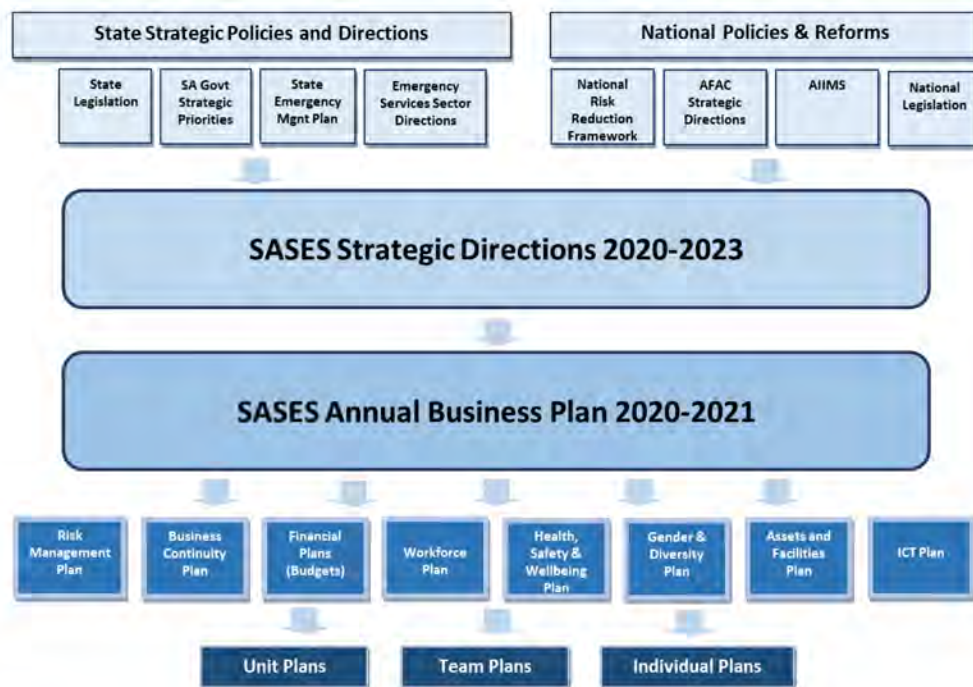 State Strategic Policies and Directions
National Policies & Reforms
State
Legislation
SA Govt
Strategic
Priorities
State
Emergency
Mgnt Plan
Emergency
Services Sector
Directions
National
Risk
Reduction
Framework
AFAC
Strategic
Directions
AIIMS
National
Legislation
SASES Strategic Directions 2020-2023
SASES Annual Business Plan 2020-2021
Risk
Management
Plan
Business
Continuity
Plan
Financial
Plans
(Budgets)
Workforce
Plan
Health,
Safety &
Wellbeing
Plan
Gender &
Diversity
Plan
Assets and
Facilities
Plan
ICT Plan
Unit Plans
Team Plans
Individual Plans